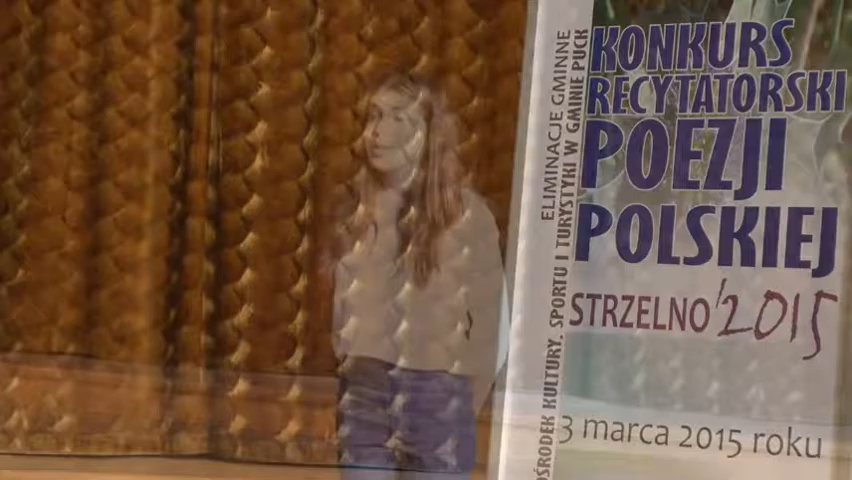 KONKURS
RECYTATORSKI
POEZJI
POLSKIEJ
STRZELNO '2015
3 marca 2015 roku
ELIMINACJE GMINNE
OŚRODEK KULTURY, SPORTU I TURYSTYKI W GMINIE PUCK